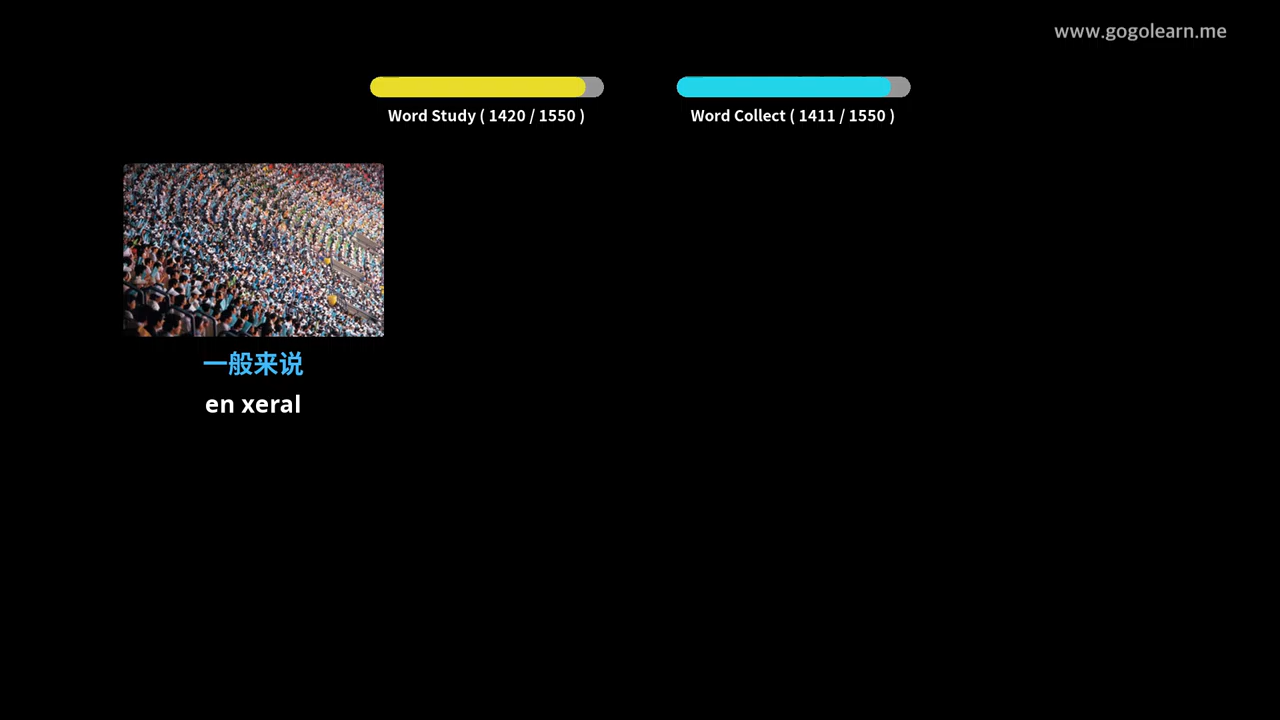 www.gogolearn.me
Word Study ( 1420 / 1550 )
Word Collect ( 1411 / 1550 )
一般来说
en xeral